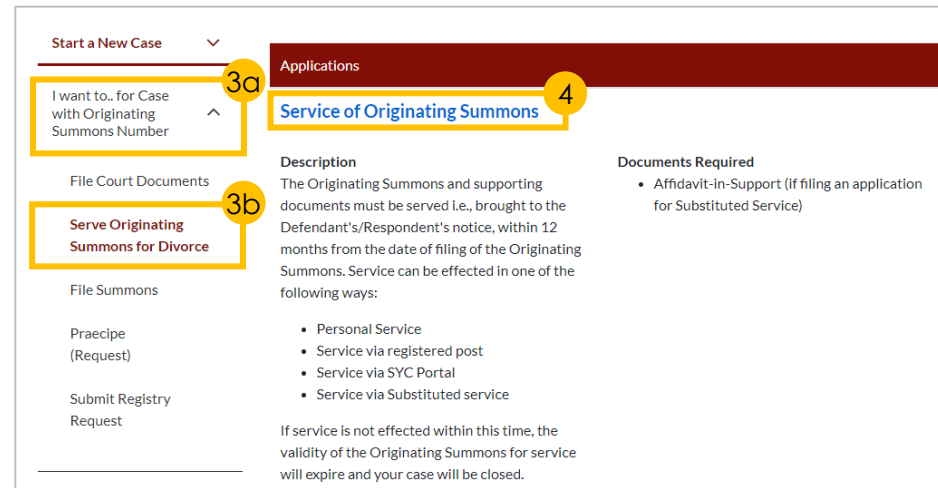 Start a New Case
3a
I want to.. for Case
with Originating
Summons Number
File Court Documents
3b
Serve Originating
Summons for Divorce
File Summons
Praecipe
(Request)
Submit Registry
Request
Applications
4
Service of Originating Summons
Description
The Originating Summons and supporting
documents must be served i.e., brought to the
Defendant's/Respondent's notice, within 12
months from the date of filing of the Originating
Summons. Service can be effected in one of the
following ways:
• Personal Service
• Service via registered post
• Service via SYC Portal
• Service via Substituted service
If service is not effected within this time, the
validity of the Originating Summons for service
will expire and your case will be closed.
Documents Required
• Affidavit-in-Support (if filing an application
for Substituted Service)